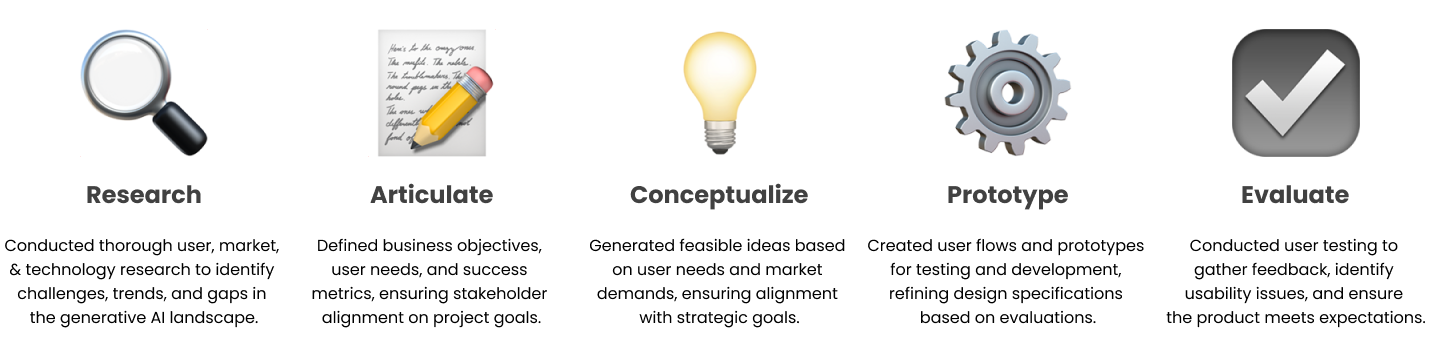 Here's to the crazy ones
The misfits. The rebels.
The troublemakers. The
round pegs in the
holes.
The ones
differently
fond of
Research
Conducted thorough user, market,
& technology research to identify
challenges, trends, and gaps in
the generative AI landscape.
Articulate
Defined business objectives,
user needs, and success
metrics, ensuring stakeholder
alignment on project goals.
Conceptualize
Generated feasible ideas based
on user needs and market
demands, ensuring alignment
with strategic goals.
Prototype
Created user flows and prototypes
for testing and development,
refining design specifications
based on evaluations.
Evaluate
Conducted user testing to
gather feedback, identify
usability issues, and ensure
the product meets expectations.